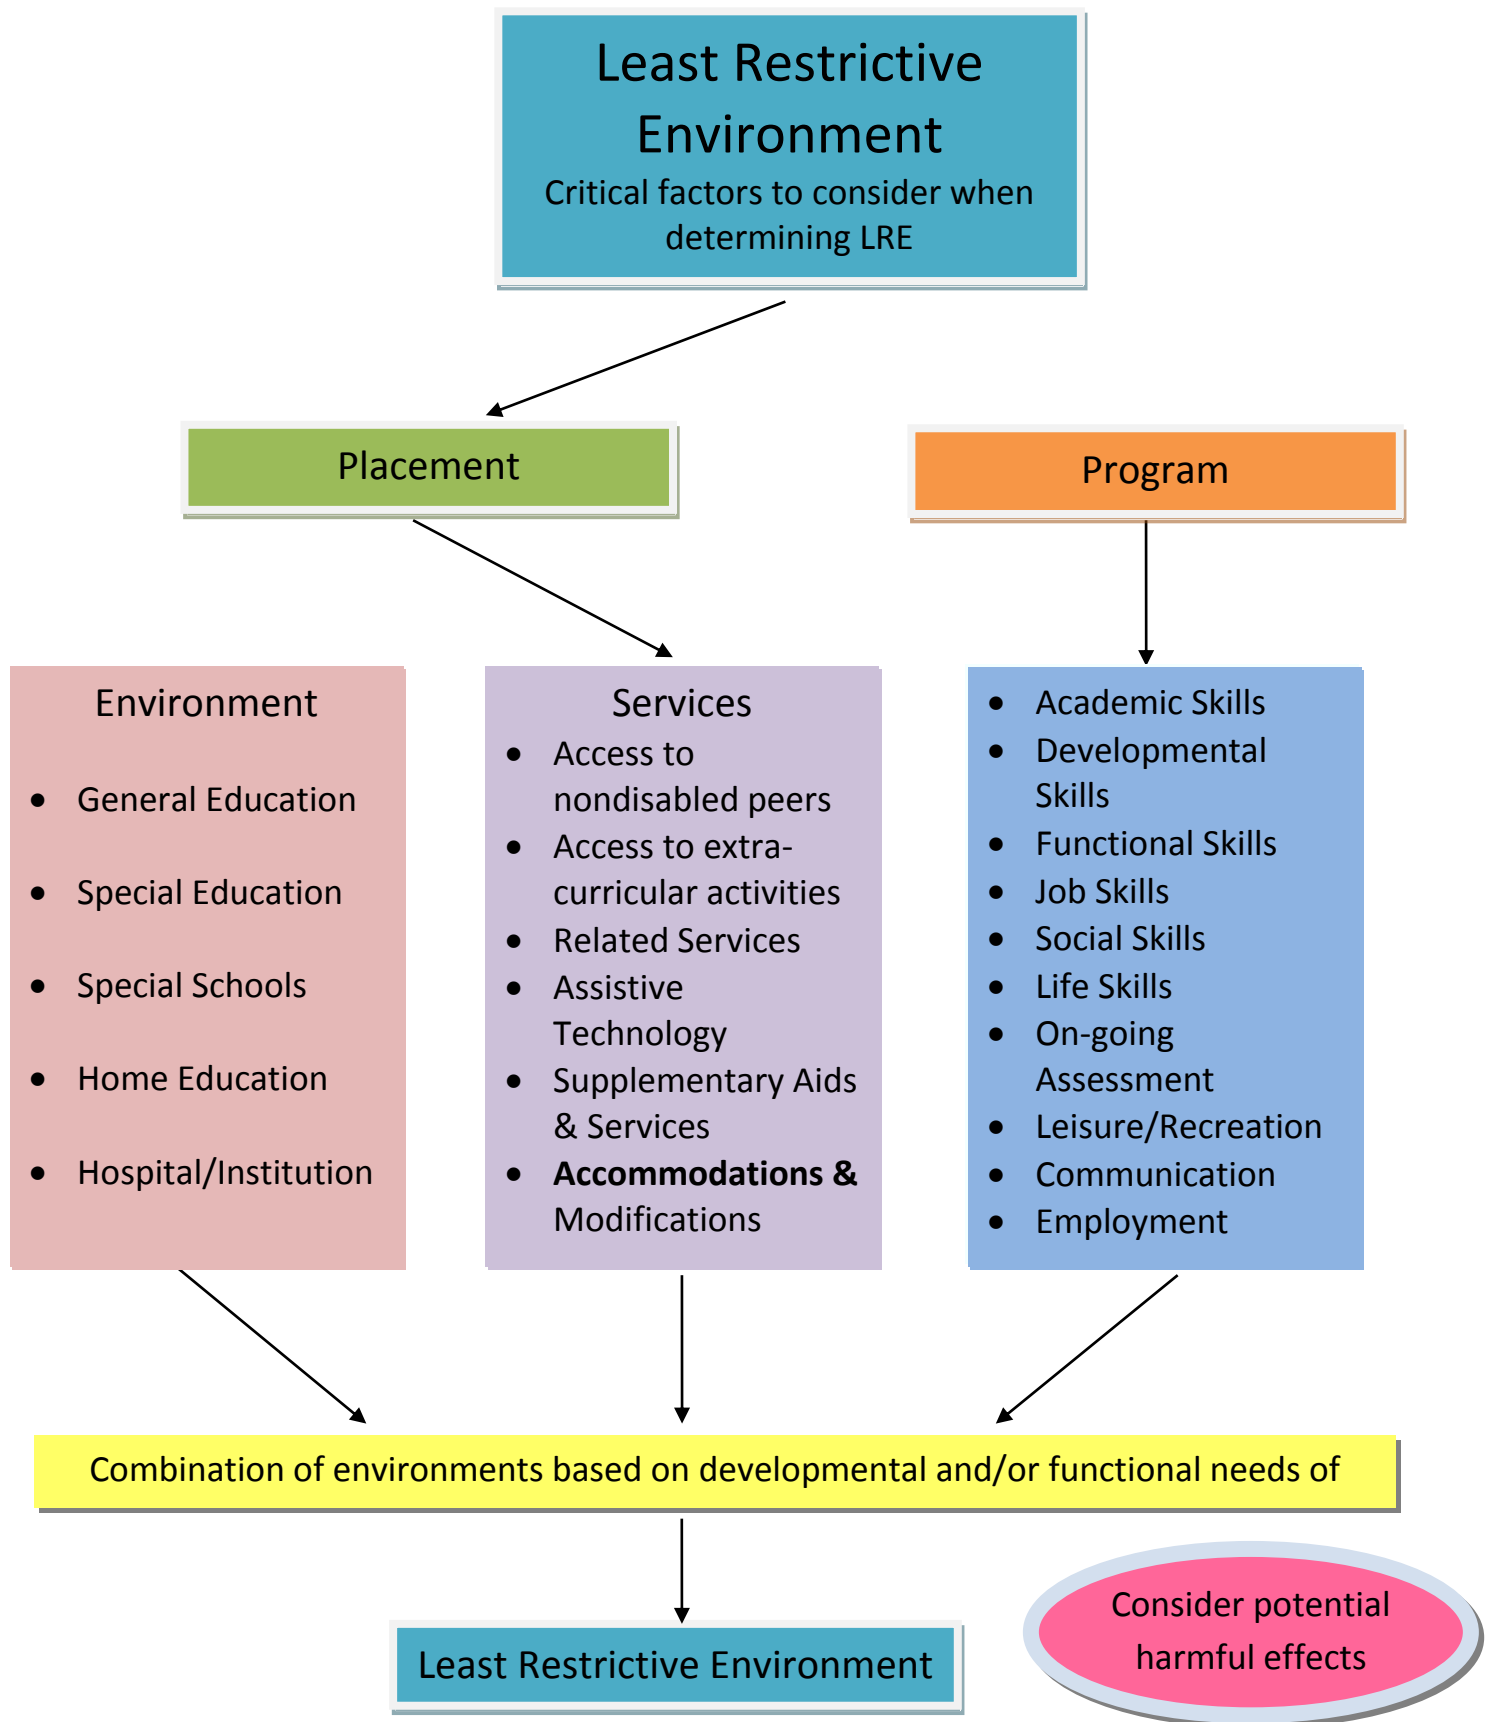 Least Restrictive
Environment
Critical factors to consider when
determining LRE
Placement
Program
Environment
• General Education
• Special Education
• Special Schools
• Home Education
• Hospital/Institution
Services
• Access to
nondisabled peers
• Access to extra-
curricular activities
• Related Services
• Assistive
Technology
• Supplementary Aids
& Services
• Accommodations &
Modifications
• Academic Skills
• Developmental
Skills
• Functional Skills
• Job Skills
• Social Skills
• Life Skills
• On-going
Assessment
• Leisure/Recreation
• Communication
• Employment
Combination of environments based on developmental and/or functional needs of
Least Restrictive Environment
Consider potential
harmful effects